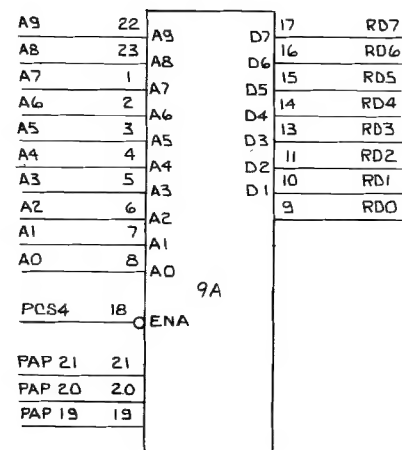 A9 22 A9 D7 17 RD7
A8 23 A8 D6 16 RD6
A7 1 A7 D5 15 RD5
A6 2 A6 D4 14 RD4
A5 3 A5 D3 13 RD3
A4 4 A4 D2 11 RD2
A3 5 A3 D1 10 RD1
A2 6 A2 9 RD0
A1 7 A1
A0 8 A0
9A
PCS4 18 ENA
PAP 21 21
PAP 20 20
PAP 19 19